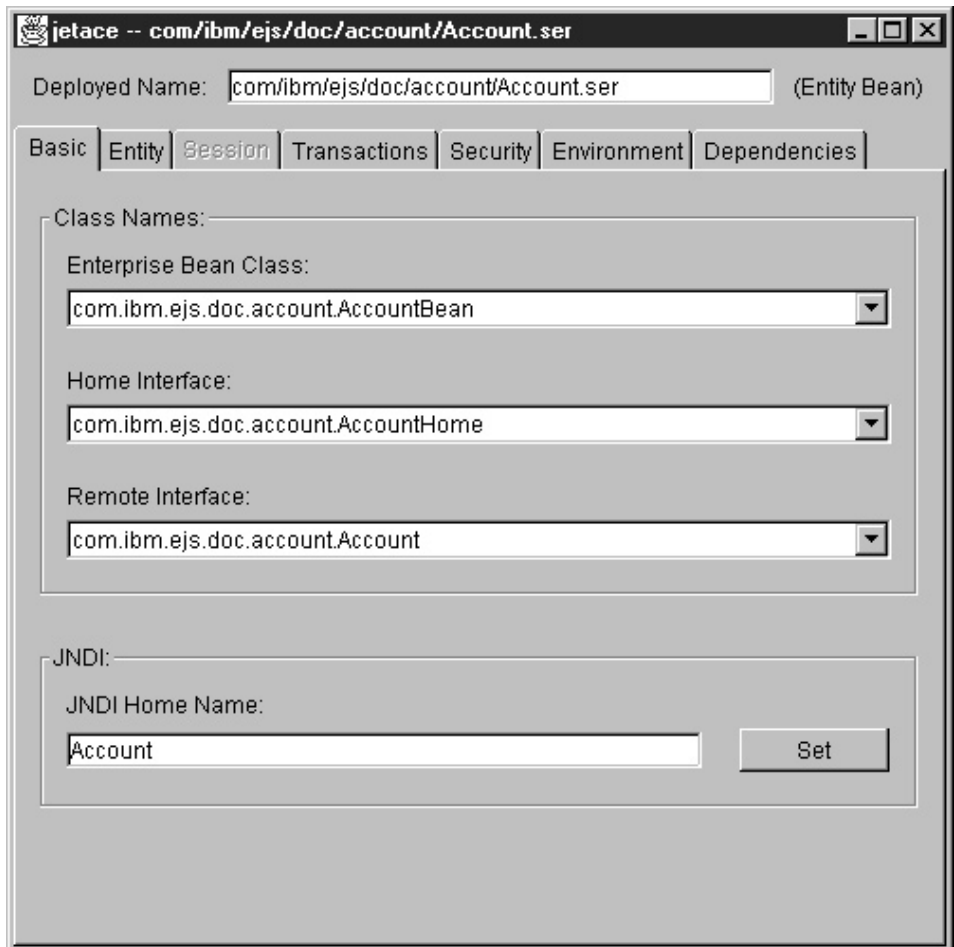 jetace -- com/ibm/ejs/doc/account/Account.ser
Deployed Name: com/ibm/ejs/doc/account/Account.ser (Entity Bean)
Basic Entity Session Transactions Security Environment Dependencies
Class Names:
Enterprise Bean Class:
com.ibm.ejs.doc.account.AccountBean
Home Interface:
com.ibm.ejs.doc.account.AccountHome
Remote Interface:
com.ibm.ejs.doc.account.Account
JNDI:
JNDI Home Name:
Account Set